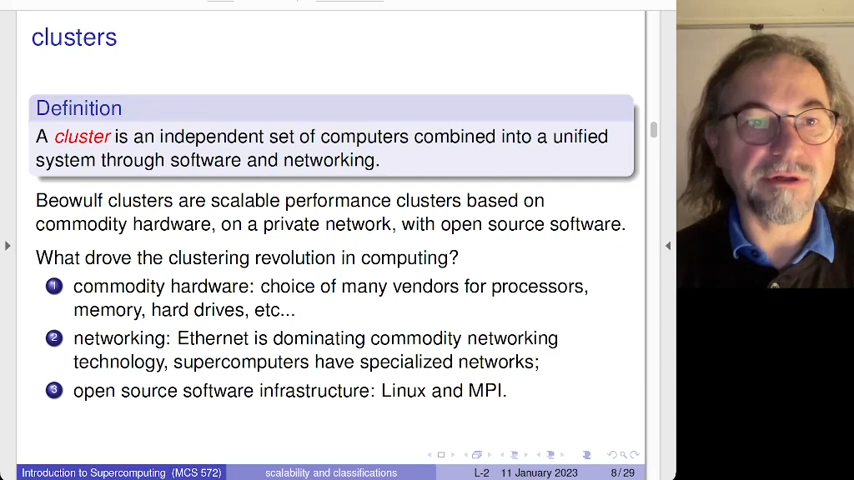 clusters
Definition
A cluster is an independent set of computers combined into a unified
system through software and networking.
Beowulf clusters are scalable performance clusters based on
commodity hardware, on a private network, with open source software.
What drove the clustering revolution in computing?
1 commodity hardware: choice of many vendors for processors,
memory, hard drives, etc...
2 networking: Ethernet is dominating commodity networking
technology, supercomputers have specialized networks;
3 open source software infrastructure: Linux and MPI.
Introduction to Supercomputing (MCS 572) scalability and classifications L-2 11 January 2023 8 / 29